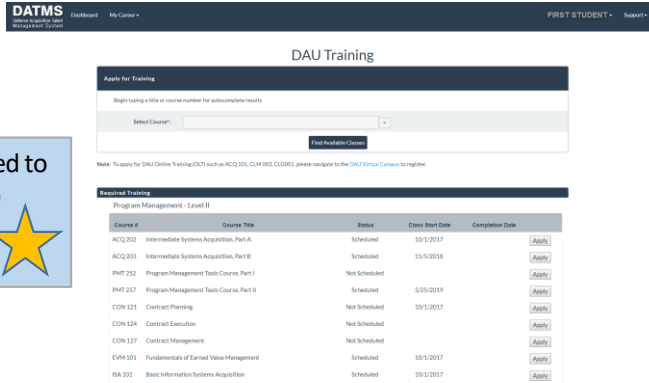 DATMS
Defense Acquisition Talent
Management System
Dashboard My Career
FIRST STUDENT Support
DAU Training
Apply for Training
Begin typing a title or course number for autocomplete results
Select Course*:
Find Available Classes
Note: To apply for DAU Online Training (OLT) such as ACQ 101, CLM 003, CLG001, please navigate to the DAU Virtual Campus to register.
ed to
Required Training
Program Management - Level II
Course # Course Title Status Class Start Date Completion Date
ACQ 202 Intermediate Systems Acquisition, Part A Scheduled 10/1/2017 Apply
ACQ 203 Intermediate Systems Acquisition, Part B Scheduled 11/5/2018 Apply
PMT 252 Program Management Tools Course, Part I Not Scheduled Apply
PMT 257 Program Management Tools Course, Part II Scheduled 3/25/2019 Apply
CON 121 Contract Planning Not Scheduled 10/1/2017 Apply
CON 124 Contract Execution Not Scheduled Apply
CON 127 Contract Management Not Scheduled Apply
EVM 101 Fundamentals of Earned Value Management Scheduled 10/1/2017 Apply
ISA 101 Basic Information Systems Acquisition Scheduled 10/1/2017 Apply